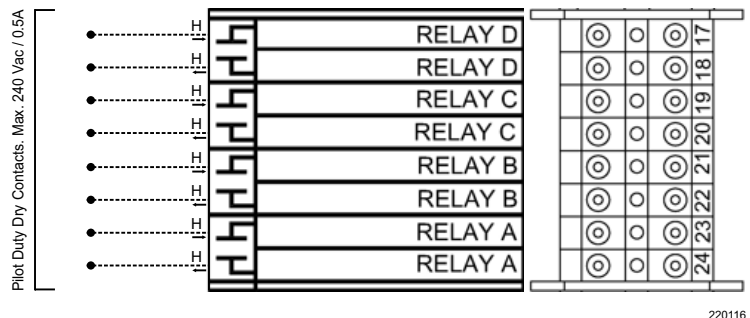 Pilot Duty Dry Contacts. Max. 240 Vac / 0.5A
H RELAY D 17
H RELAY D 18
H RELAY C 19
H RELAY C 20
H RELAY B 21
H RELAY B 22
H RELAY A 23
H RELAY A 24
220116